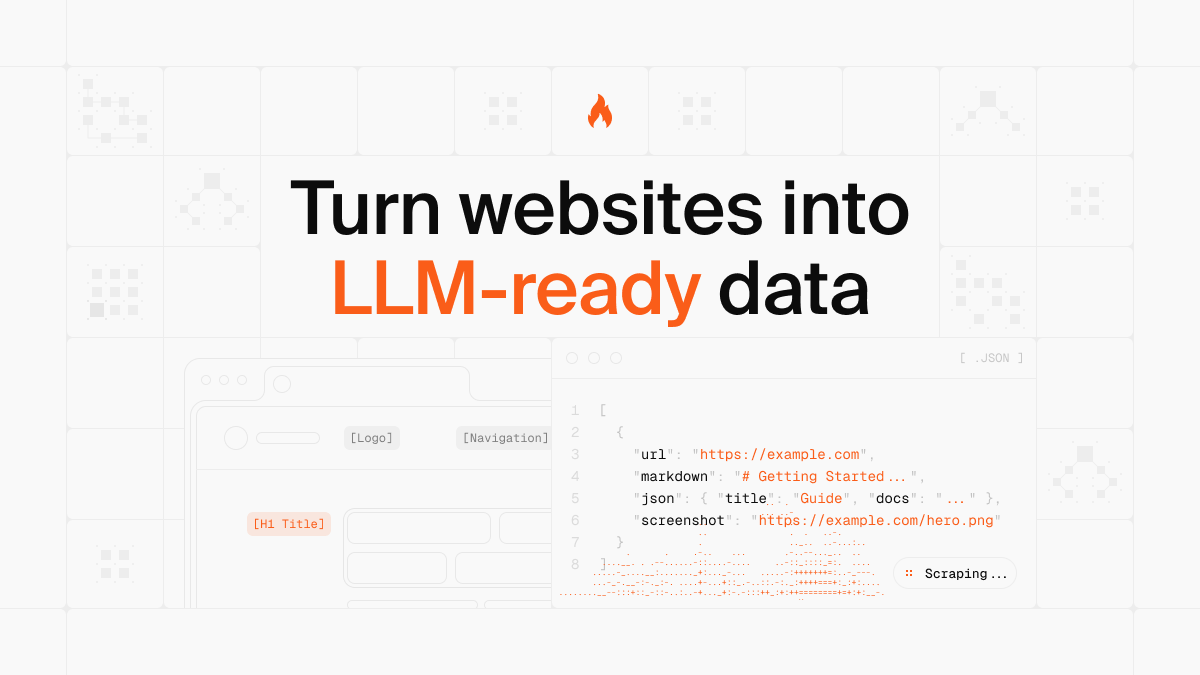 Turn websites into
LLM-ready data
[ .JSON ]
[Logo]
[Navigation]
[H1 Title]
1 [
2 {
3 "url": "https://example.com",
4 "markdown": "# Getting Started...",
5 "json": { "title": "Guide", "docs": "..." },
6 "screenshot": "https://example.com/hero.png"
7 }
8 ]
Scraping...